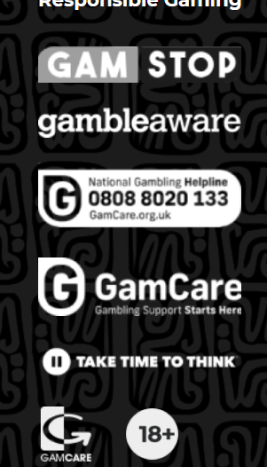 Responsible Gaming
GAM STOP
gambleaware
National Gambling Helpline
0808 8020 133
GamCare.org.uk
GamCare
Gambling Support Starts Here
TAKE TIME TO THINK
GAMCARE
18+